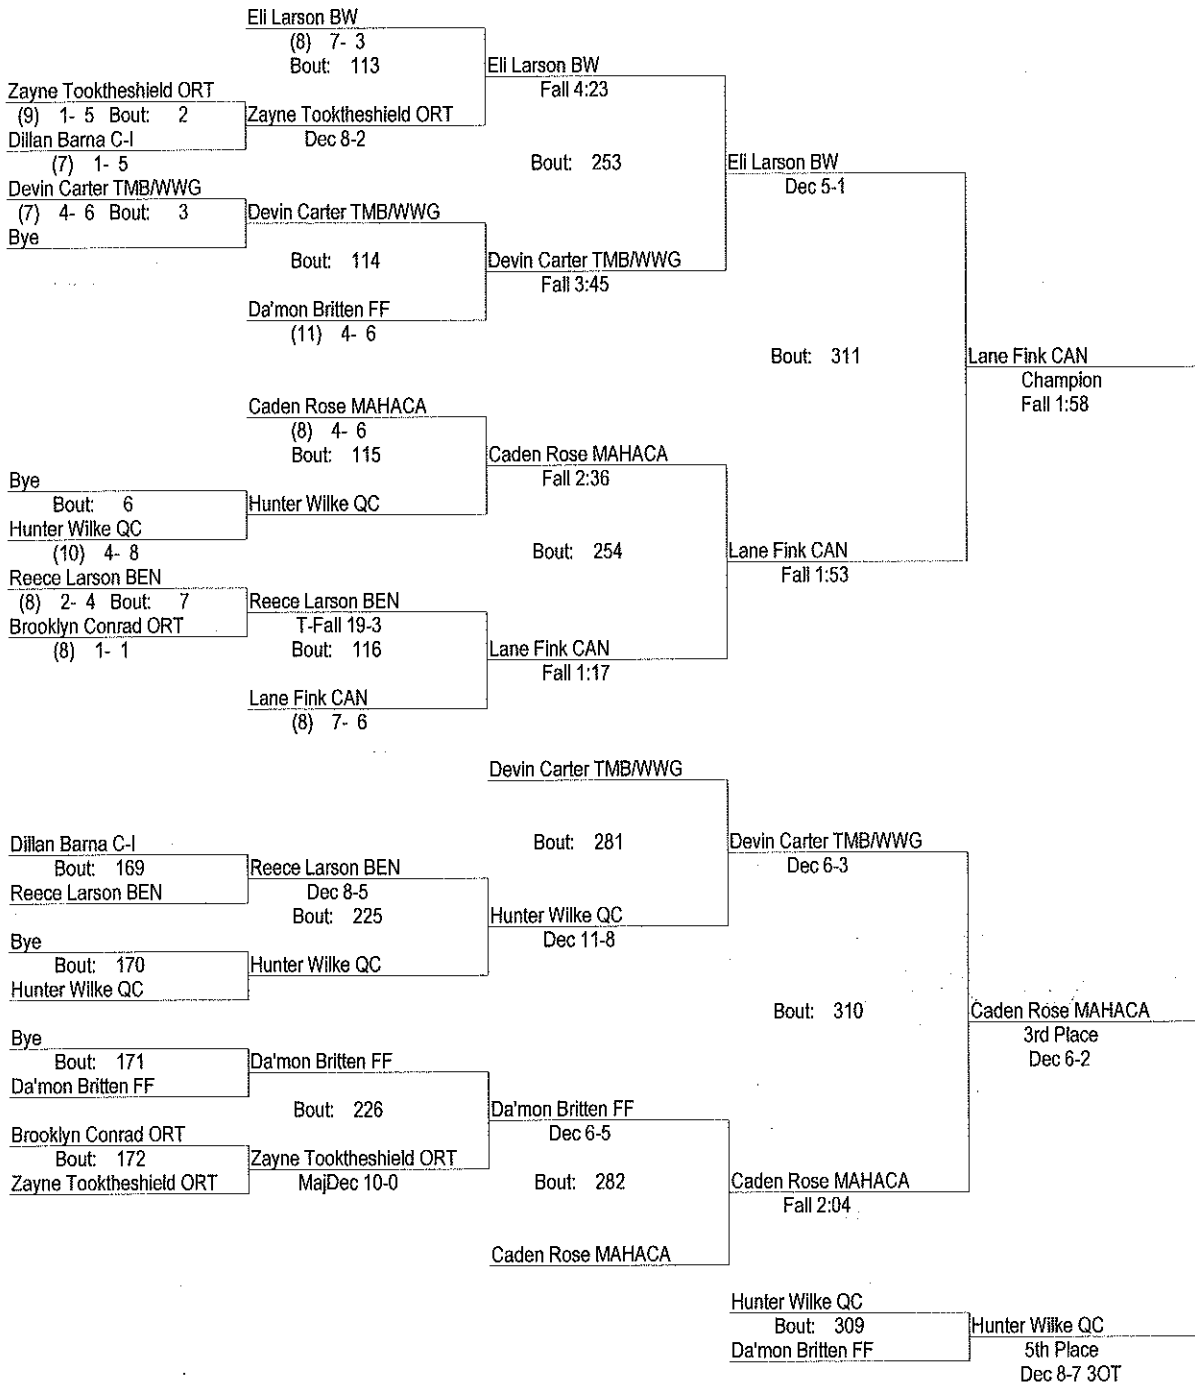 Eli Larson BW
(8) 7- 3
Bout: 113
Eli Larson BW
Fall 4:23
Zayne Tooktheshield ORT
(9) 1- 5 Bout: 2
Zayne Tooktheshield ORT
Dec 8-2
Dillan Barna C-I
(7) 1- 5
Bout: 253
Eli Larson BW
Dec 5-1
Devin Carter TMB/WWG
(7) 4- 6 Bout: 3
Devin Carter TMB/WWG
Bye
Bout: 114
Devin Carter TMB/WWG
Fall 3:45
Da'mon Britten FF
(11) 4- 6
Bout: 311
Lane Fink CAN
Champion
Fall 1:58
Caden Rose MAHACA
(8) 4- 6
Bout: 115
Caden Rose MAHACA
Fall 2:36
Bye
Bout: 6
Hunter Wilke QC
Hunter Wilke QC
(10) 4- 8
Bout: 254
Lane Fink CAN
Fall 1:53
Reece Larson BEN
(8) 2- 4 Bout: 7
Reece Larson BEN
T-Fall 19-3
Brooklyn Conrad ORT
(8) 1- 1
Bout: 116
Lane Fink CAN
Fall 1:17
Lane Fink CAN
(8) 7- 6
Devin Carter TMB/WWG
Dillan Barna C-I
Bout: 169
Reece Larson BEN
Reece Larson BEN
Dec 8-5
Bout: 281
Devin Carter TMB/WWG
Dec 6-3
Bout: 225
Hunter Wilke QC
Dec 11-8
Bye
Bout: 170
Hunter Wilke QC
Hunter Wilke QC
Bout: 310
Caden Rose MAHACA
3rd Place
Dec 6-2
Bye
Bout: 171
Da'mon Britten FF
Da'mon Britten FF
Bout: 226
Da'mon Britten FF
Dec 6-5
Brooklyn Conrad ORT
Bout: 172
Zayne Tooktheshield ORT
Zayne Tooktheshield ORT
MajDec 10-0
Bout: 282
Caden Rose MAHACA
Fall 2:04
Caden Rose MAHACA
Hunter Wilke QC
Bout: 309
Hunter Wilke QC
Da'mon Britten FF
5th Place
Dec 8-7 3OT